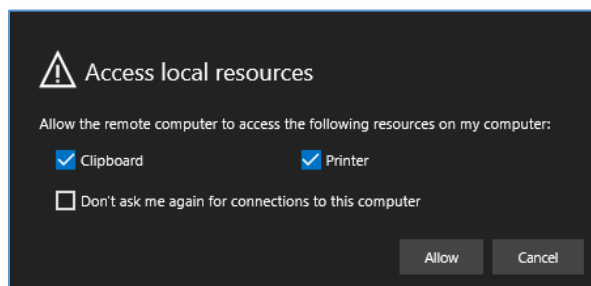 Access local resources
Allow the remote computer to access the following resources on my computer:
Clipboard Printer
Don't ask me again for connections to this computer
Allow Cancel